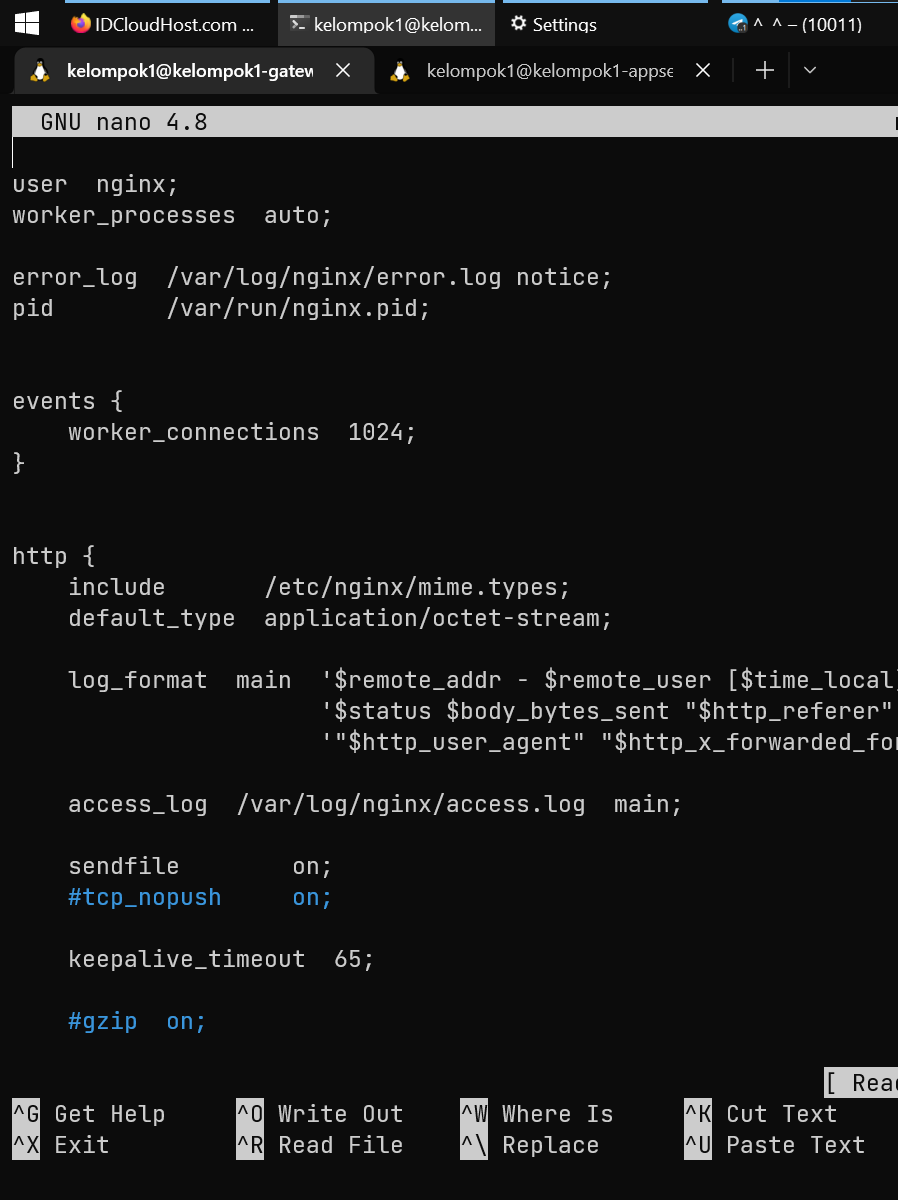 IDCloudHost.com ...
kelompok1@kelom...
Settings
^ ^ – (10011)
kelompok1@kelompok1-gatew
kelompok1@kelompok1-appse
GNU nano 4.8
user  nginx;
worker_processes  auto;
error_log  /var/log/nginx/error.log notice;
pid        /var/run/nginx.pid;
events {
    worker_connections  1024;
}
http {
    include       /etc/nginx/mime.types;
    default_type  application/octet-stream;
    log_format  main  '$remote_addr - $remote_user [$time_local]
                      '$status $body_bytes_sent "$http_referer"
                      '"$http_user_agent" "$http_x_forwarded_for
    access_log  /var/log/nginx/access.log  main;
    sendfile        on;
    #tcp_nopush     on;
    keepalive_timeout  65;
    #gzip  on;
[ Read
^G Get Help ^O Write Out ^W Where Is ^K Cut Text
^X Exit ^R Read File ^\ Replace ^U Paste Text